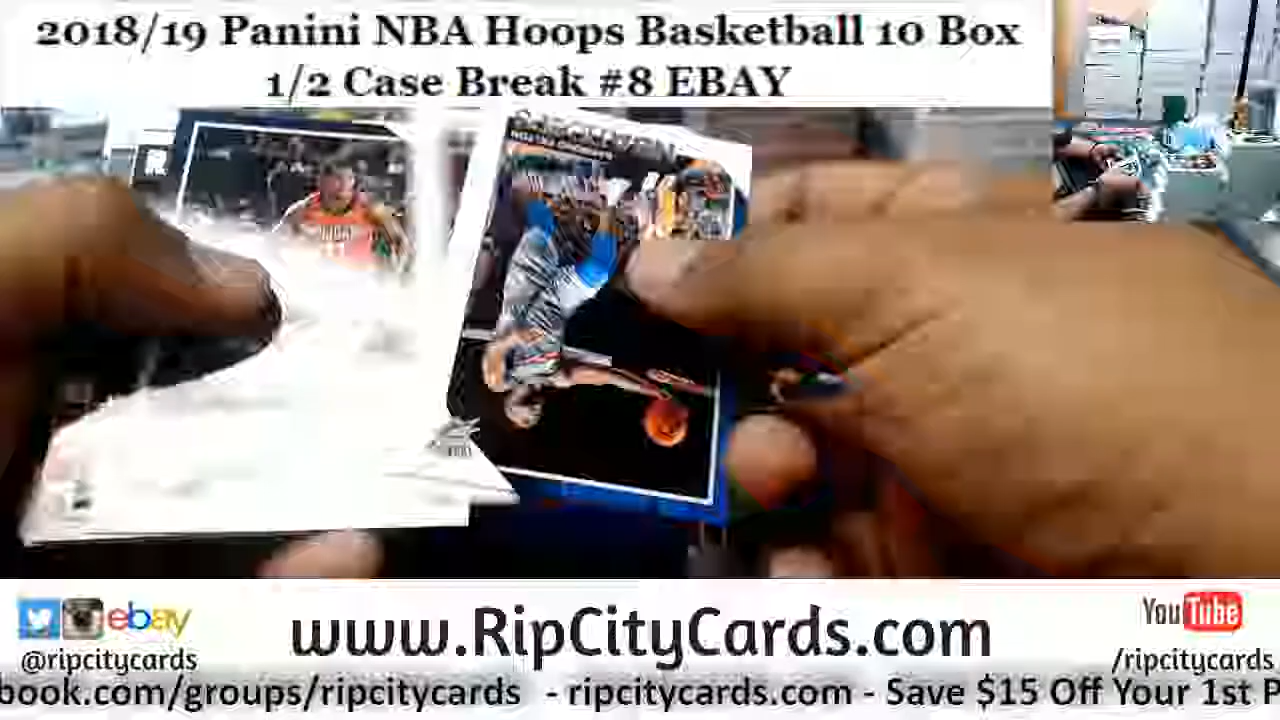 2018/19 Panini NBA Hoops Basketball 10 Box
1/2 Case Break #8 EBAY
ebay
@ripcitycards
www.RipCityCards.com
YouTube
/ripcitycards
book.com/groups/ripcitycards - ripcitycards.com - Save $15 Off Your 1st P